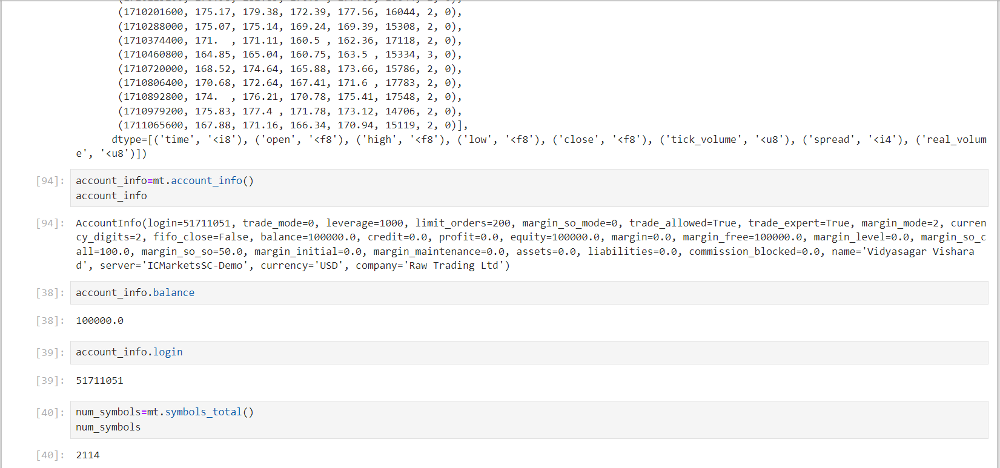 (1710201600, 175.17, 179.38, 172.39, 177.56, 16044, 2, 0),
(1710288000, 175.07, 175.14, 169.24, 169.39, 15308, 2, 0),
(1710374400, 171.  , 171.11, 160.5 , 162.36, 17118, 2, 0),
(1710460800, 164.85, 165.04, 160.75, 163.5 , 15334, 3, 0),
(1710720000, 168.52, 174.64, 165.88, 173.66, 15786, 2, 0),
(1710806400, 170.68, 172.64, 167.41, 171.6 , 17783, 2, 0),
(1710892800, 174.  , 176.21, 170.78, 175.41, 17548, 2, 0),
(1710979200, 175.83, 177.4 , 171.78, 173.12, 14706, 2, 0),
(1711065600, 167.88, 171.16, 166.34, 170.94, 15119, 2, 0)],
dtype=[('time', '<i8'), ('open', '<f8'), ('high', '<f8'), ('low', '<f8'), ('close', '<f8'), ('tick_volume', '<u8'), ('spread', '<i4'), ('real_volum
e', '<u8')])
[94]: account_info=mt.account_info()
account_info
[94]: AccountInfo(login=51711051, trade_mode=0, leverage=1000, limit_orders=200, margin_so_mode=0, trade_allowed=True, trade_expert=True, margin_mode=2, curren
cy_digits=2, fifo_close=False, balance=100000.0, credit=0.0, profit=0.0, equity=100000.0, margin=0.0, margin_free=100000.0, margin_level=0.0, margin_so_c
all=100.0, margin_so_so=50.0, margin_initial=0.0, margin_maintenance=0.0, assets=0.0, liabilities=0.0, commission_blocked=0.0, name='Vidyasagar Vishara
d', server='ICMarketsSC-Demo', currency='USD', company='Raw Trading Ltd')
[38]: account_info.balance
[38]: 100000.0
[39]: account_info.login
[39]: 51711051
[40]: num_symbols=mt.symbols_total()
num_symbols
[40]: 2114